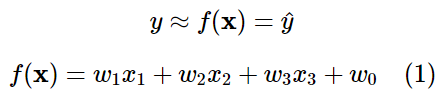 y ≈ f(x) = ŷ
f(x) = w₁x₁ + w₂x₂ + w₃x₃ + w₀ (1)